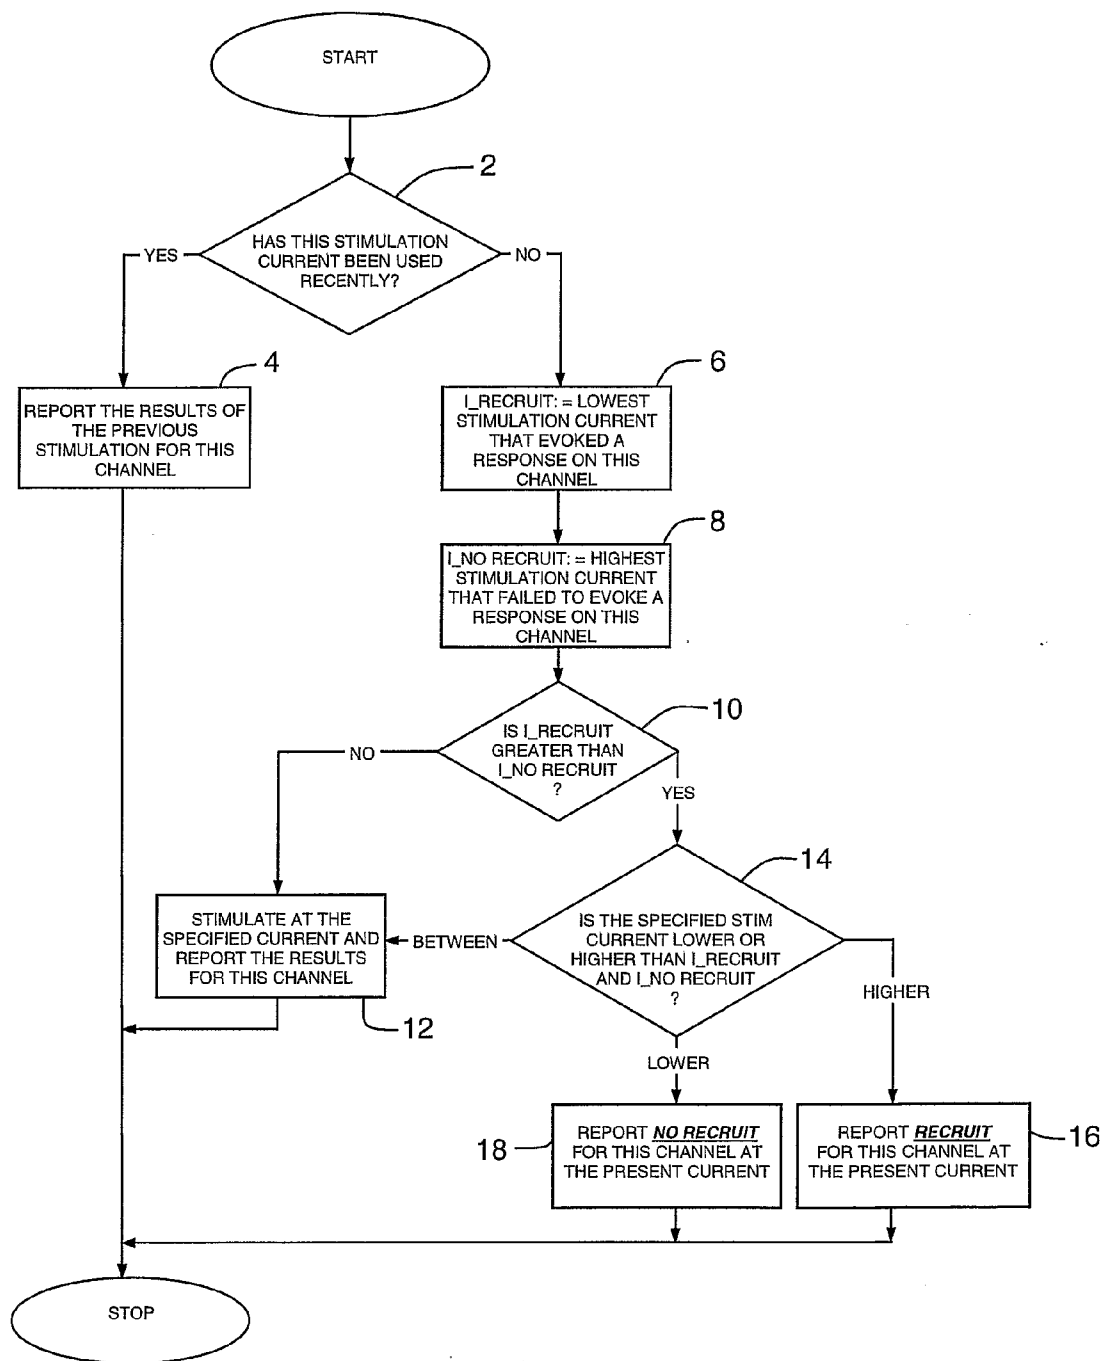 START
2
HAS THIS STIMULATION
CURRENT BEEN USED
RECENTLY?
YES
NO
4
REPORT THE RESULTS OF
THE PREVIOUS
STIMULATION FOR THIS
CHANNEL
6
I_RECRUIT: = LOWEST
STIMULATION CURRENT
THAT EVOKED A
RESPONSE ON THIS
CHANNEL
8
I_NO RECRUIT: = HIGHEST
STIMULATION CURRENT
THAT FAILED TO EVOKE A
RESPONSE ON THIS
CHANNEL
10
IS I_RECRUIT
GREATER THAN
I_NO RECRUIT
?
NO
YES
14
IS THE SPECIFIED STIM
CURRENT LOWER OR
HIGHER THAN I_RECRUIT
AND I_NO RECRUIT
?
BETWEEN
STIMULATE AT THE
SPECIFIED CURRENT AND
REPORT THE RESULTS
FOR THIS CHANNEL
12
HIGHER
LOWER
18
REPORT NO RECRUIT
FOR THIS CHANNEL AT
THE PRESENT CURRENT
REPORT RECRUIT
FOR THIS CHANNEL AT
THE PRESENT CURRENT
16
STOP